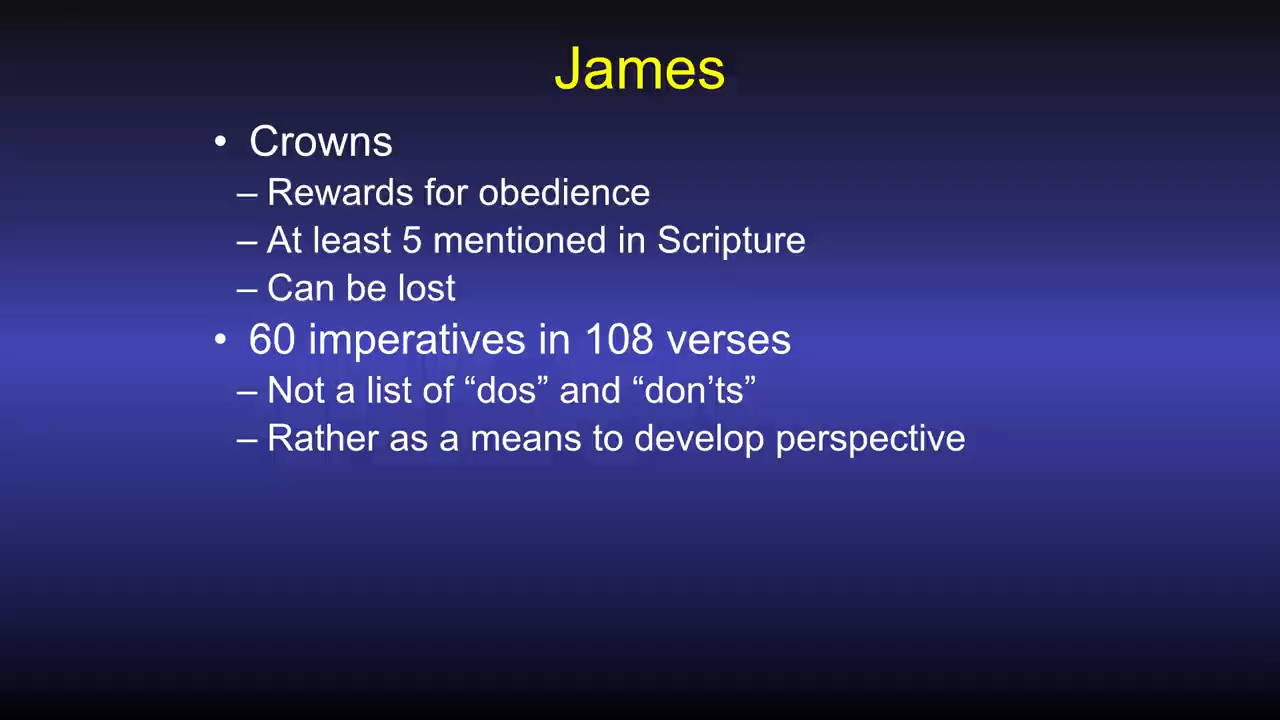 James
• Crowns
– Rewards for obedience
– At least 5 mentioned in Scripture
– Can be lost
• 60 imperatives in 108 verses
– Not a list of “dos” and “don’ts”
– Rather as a means to develop perspective